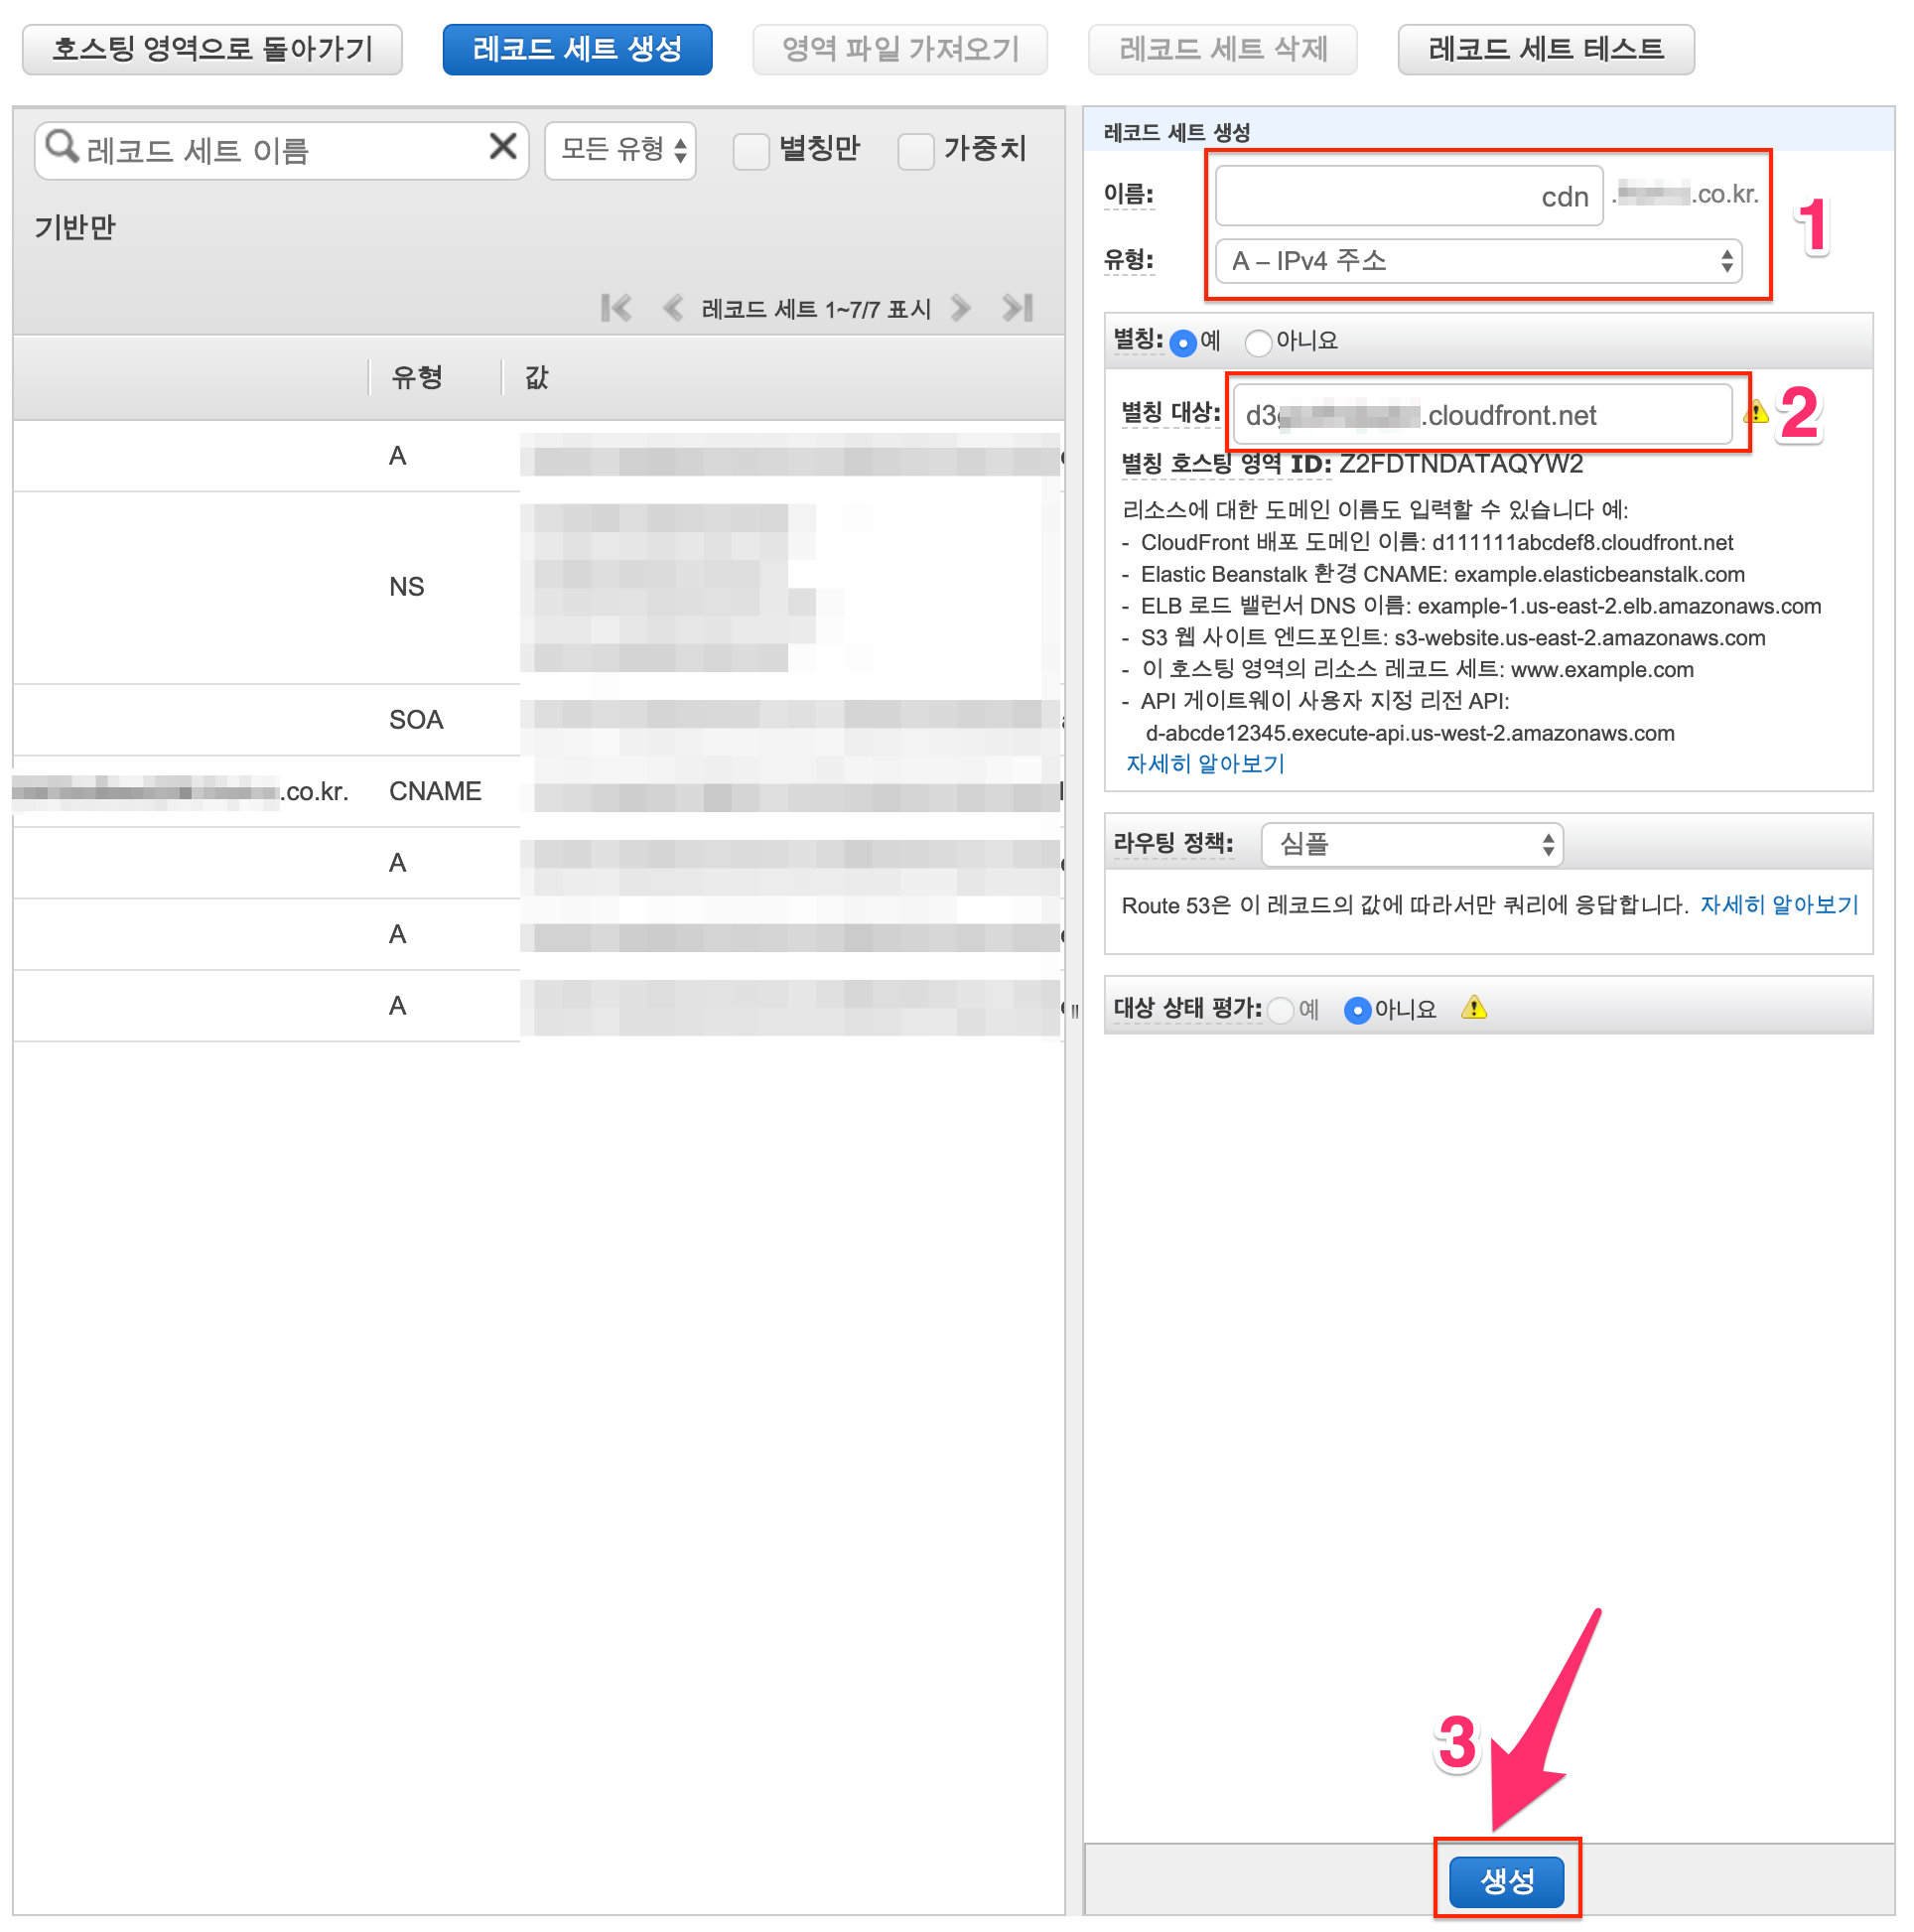 호스팅 영역으로 돌아가기
레코드 세트 생성
영역 파일 가져오기
레코드 세트 삭제
레코드 세트 테스트
레코드 세트 이름
모든 유형
별칭만
가중치
기반만
레코드 세트 1~7/7 표시
유형 값
A
NS
SOA
.co.kr. CNAME
A
A
A
레코드 세트 생성
이름: cdn .co.kr.
유형: A – IPv4 주소
1
별칭: 예 아니요
별칭 대상: .cloudfront.net
2
별칭 호스팅 영역 ID: Z2FDTNDATAQYW2
리소스에 대한 도메인 이름도 입력할 수 있습니다 예:
- CloudFront 배포 도메인 이름: d111111abcdef8.cloudfront.net
- Elastic Beanstalk 환경 CNAME: example.elasticbeanstalk.com
- ELB 로드 밸런서 DNS 이름: example-1.us-east-2.elb.amazonaws.com
- S3 웹 사이트 엔드포인트: s3-website.us-east-2.amazonaws.com
- 이 호스팅 영역의 리소스 레코드 세트: www.example.com
- API 게이트웨이 사용자 지정 리전 API:
d-abcde12345.execute-api.us-west-2.amazonaws.com
자세히 알아보기
라우팅 정책: 심플
Route 53은 이 레코드의 값에 따라서만 쿼리에 응답합니다. 자세히 알아보기
대상 상태 평가: 예 아니요
3
생성